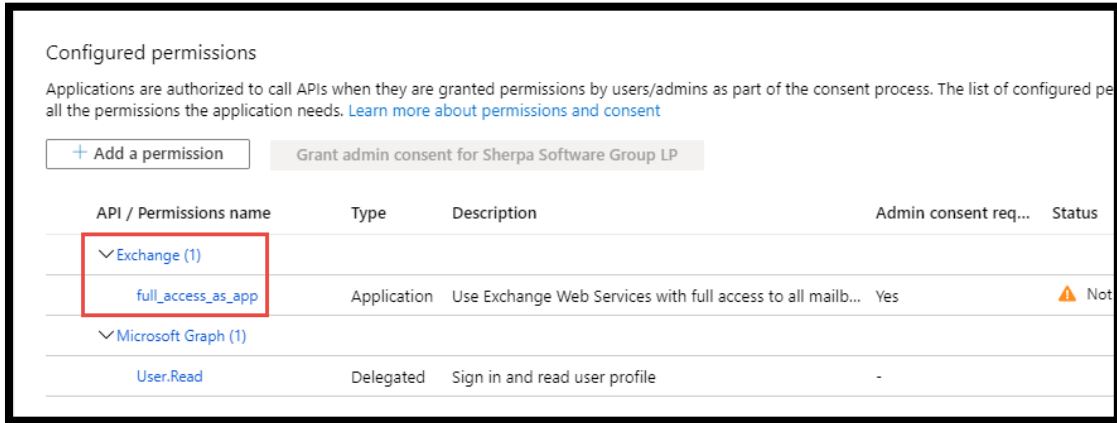 Configured permissions
Applications are authorized to call APIs when they are granted permissions by users/admins as part of the consent process. The list of configured pe
all the permissions the application needs. Learn more about permissions and consent
+ Add a permission Grant admin consent for Sherpa Software Group LP
API / Permissions name Type Description Admin consent req... Status
Exchange (1)
full_access_as_app Application Use Exchange Web Services with full access to all mailb... Yes Not
Microsoft Graph (1)
User.Read Delegated Sign in and read user profile -